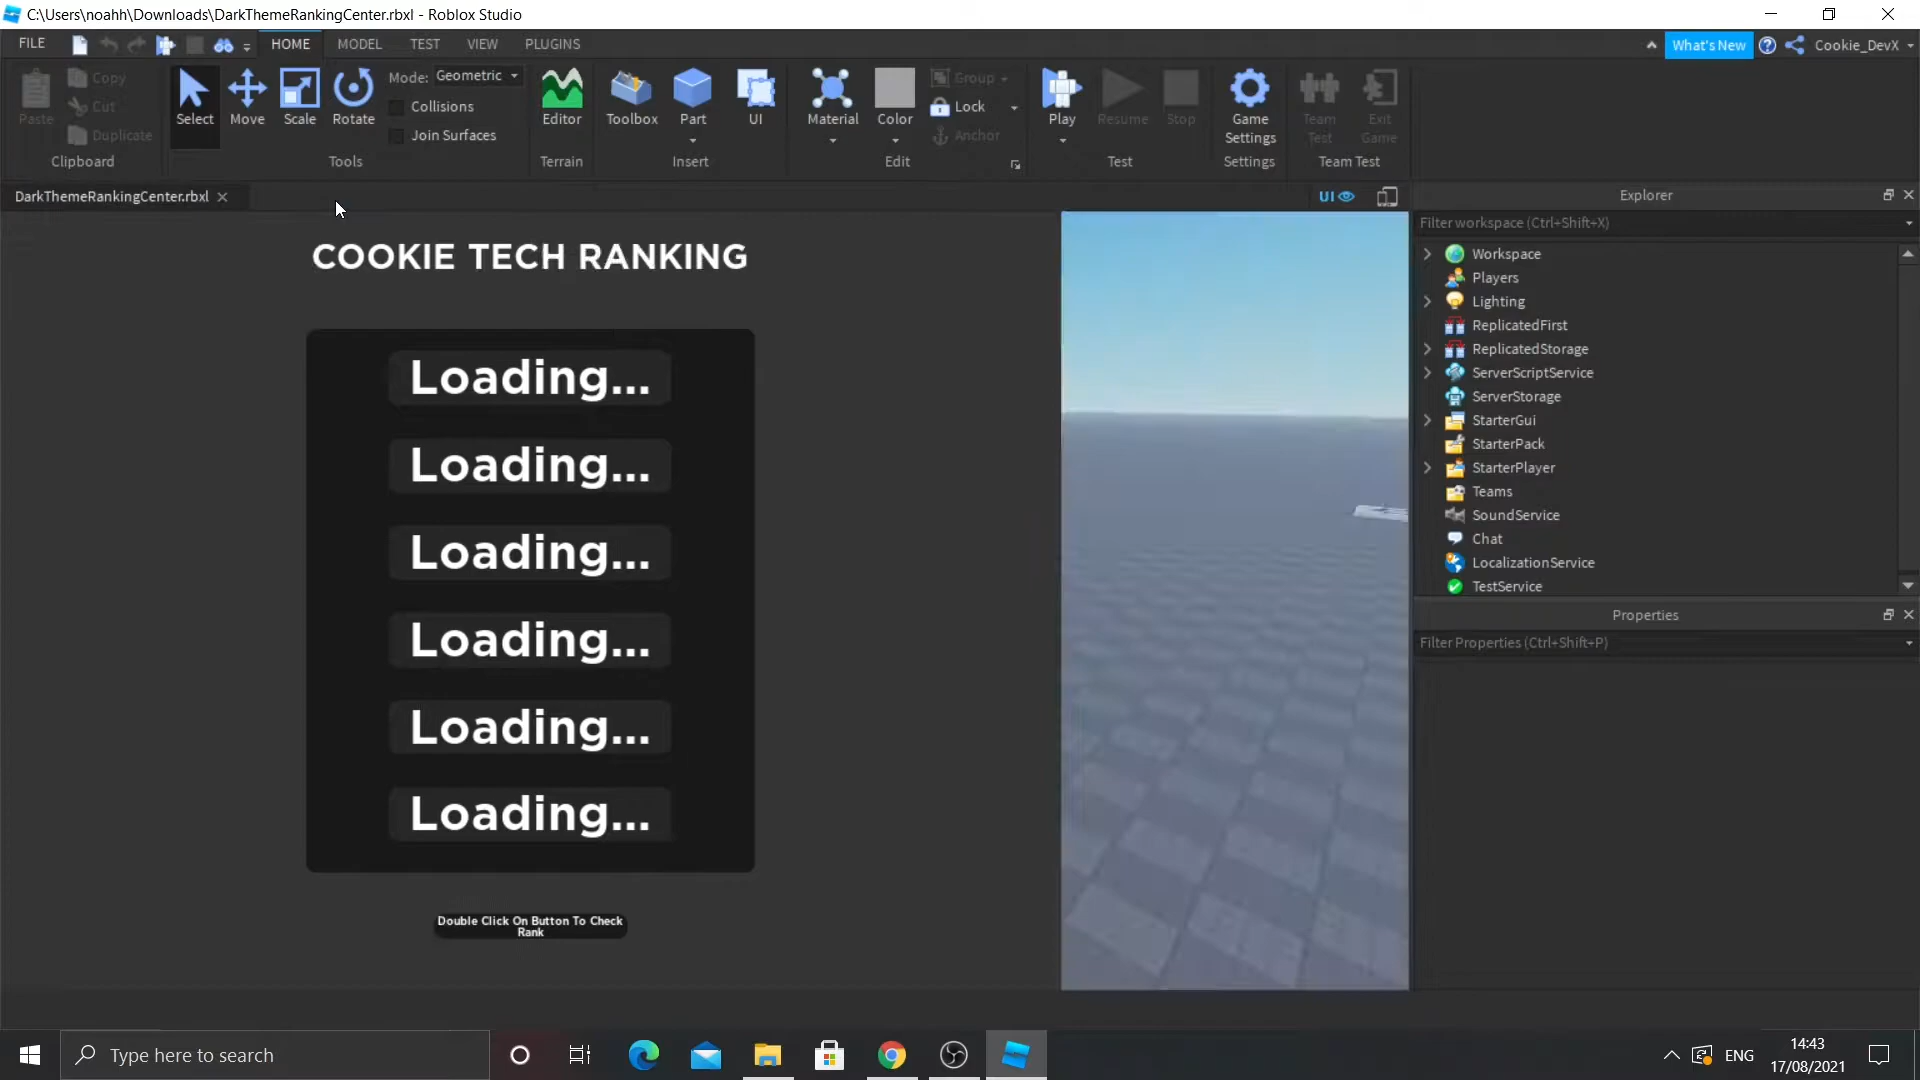 C:\Users\noahh\Downloads\DarkThemeRankingCenter.rbxl - Roblox Studio
FILE
HOME
MODEL
TEST
VIEW
PLUGINS
What's New
Cookie_DevX
Paste
Copy
Cut
Duplicate
Clipboard
Select
Move
Scale
Rotate
Mode: Geometric
Collisions
Join Surfaces
Tools
Editor
Terrain
Toolbox
Part
UI
Insert
Material
Color
Group
Lock
Anchor
Edit
Play
Resume
Stop
Test
Game
Settings
Settings
Team
Test
Exit
Game
Team Test
DarkThemeRankingCenter.rbxl
UI
COOKIE TECH RANKING
Loading...
Loading...
Loading...
Loading...
Loading...
Loading...
Double Click On Button To Check
Rank
Explorer
Filter workspace (Ctrl+Shift+X)
Workspace
Players
Lighting
ReplicatedFirst
ReplicatedStorage
ServerScriptService
ServerStorage
StarterGui
StarterPack
StarterPlayer
Teams
SoundService
Chat
LocalizationService
TestService
Properties
Filter Properties (Ctrl+Shift+P)
Type here to search
ENG
14:43
17/08/2021